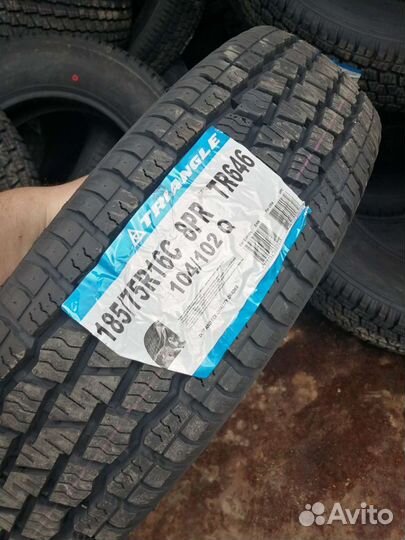 TRIANGLE
185/75R16C 8PR TR646
104/102 Q
Avito